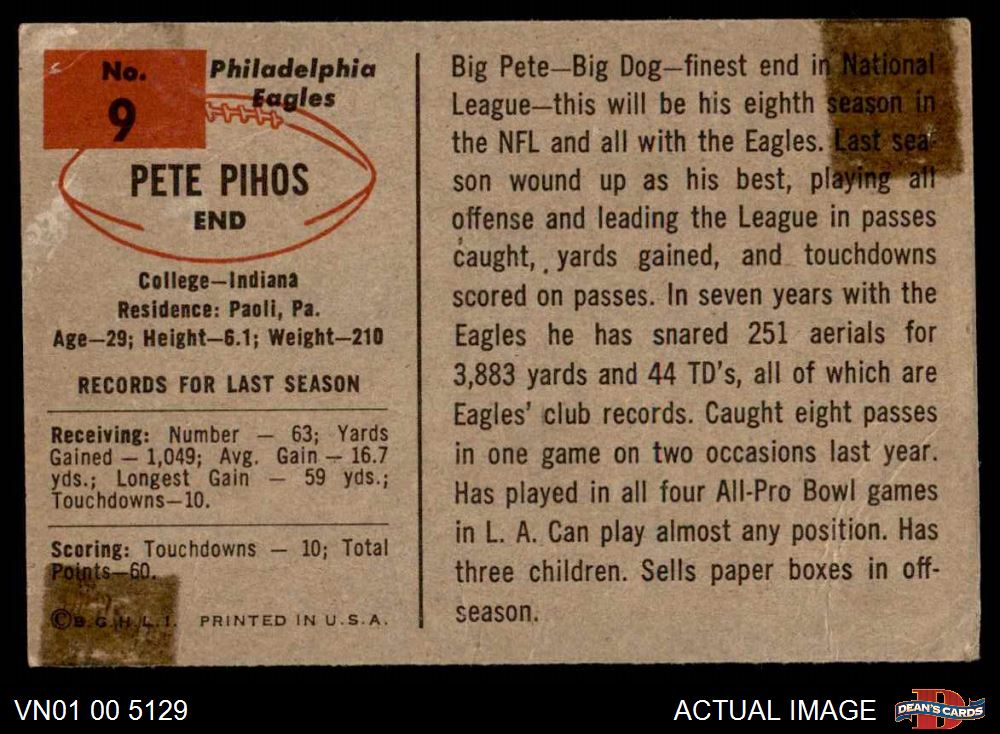 No.
9
Philadelphia
Eagles
PETE PIHOS
END
College—Indiana
Residence: Paoli, Pa.
Age—29; Height—6.1; Weight—210
RECORDS FOR LAST SEASON
Receiving: Number — 63; Yards
Gained — 1,049; Avg. Gain — 16.7
yds.; Longest Gain — 59 yds.;
Touchdowns—10.
Scoring: Touchdowns — 10; Total
Points—60.
©B.G.H.L.I. PRINTED IN U.S.A.
Big Pete—Big Dog—finest end in National
League—this will be his eighth season in
the NFL and all with the Eagles. Last sea-
son wound up as his best, playing all
offense and leading the League in passes
caught, yards gained, and touchdowns
scored on passes. In seven years with the
Eagles he has snared 251 aerials for
3,883 yards and 44 TD's, all of which are
Eagles' club records. Caught eight passes
in one game on two occasions last year.
Has played in all four All-Pro Bowl games
in L. A. Can play almost any position. Has
three children. Sells paper boxes in off-
season.
VN01 00 5129
ACTUAL IMAGE
DEAN'S CARDS